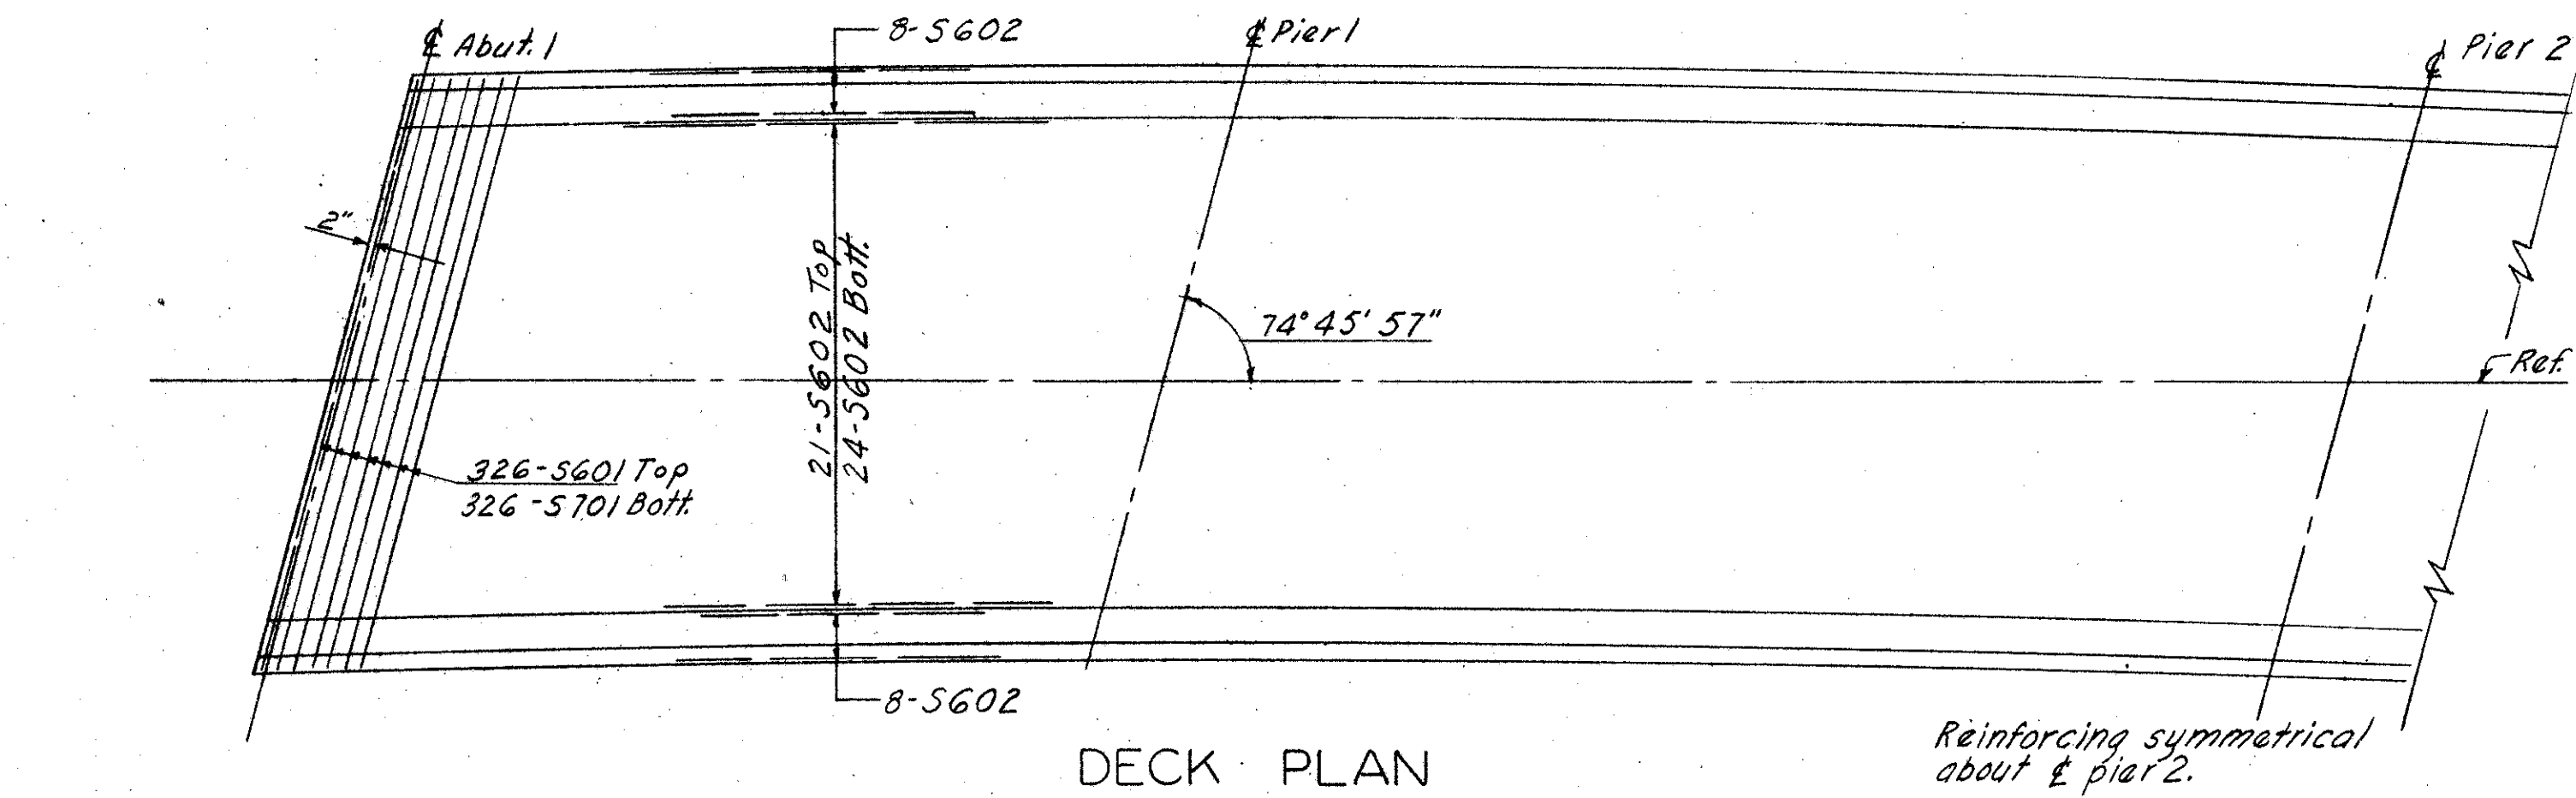 8-S602
℄ Abut. 1
℄ Pier 1
℄ Pier 2
2"
21-S602 Top
24-S602 Bott.
74° 45' 57"
Ref.
326-S601 Top
326-S701 Bott.
8-S602
Reinforcing symmetrical
about ℄ pier 2.
DECK PLAN